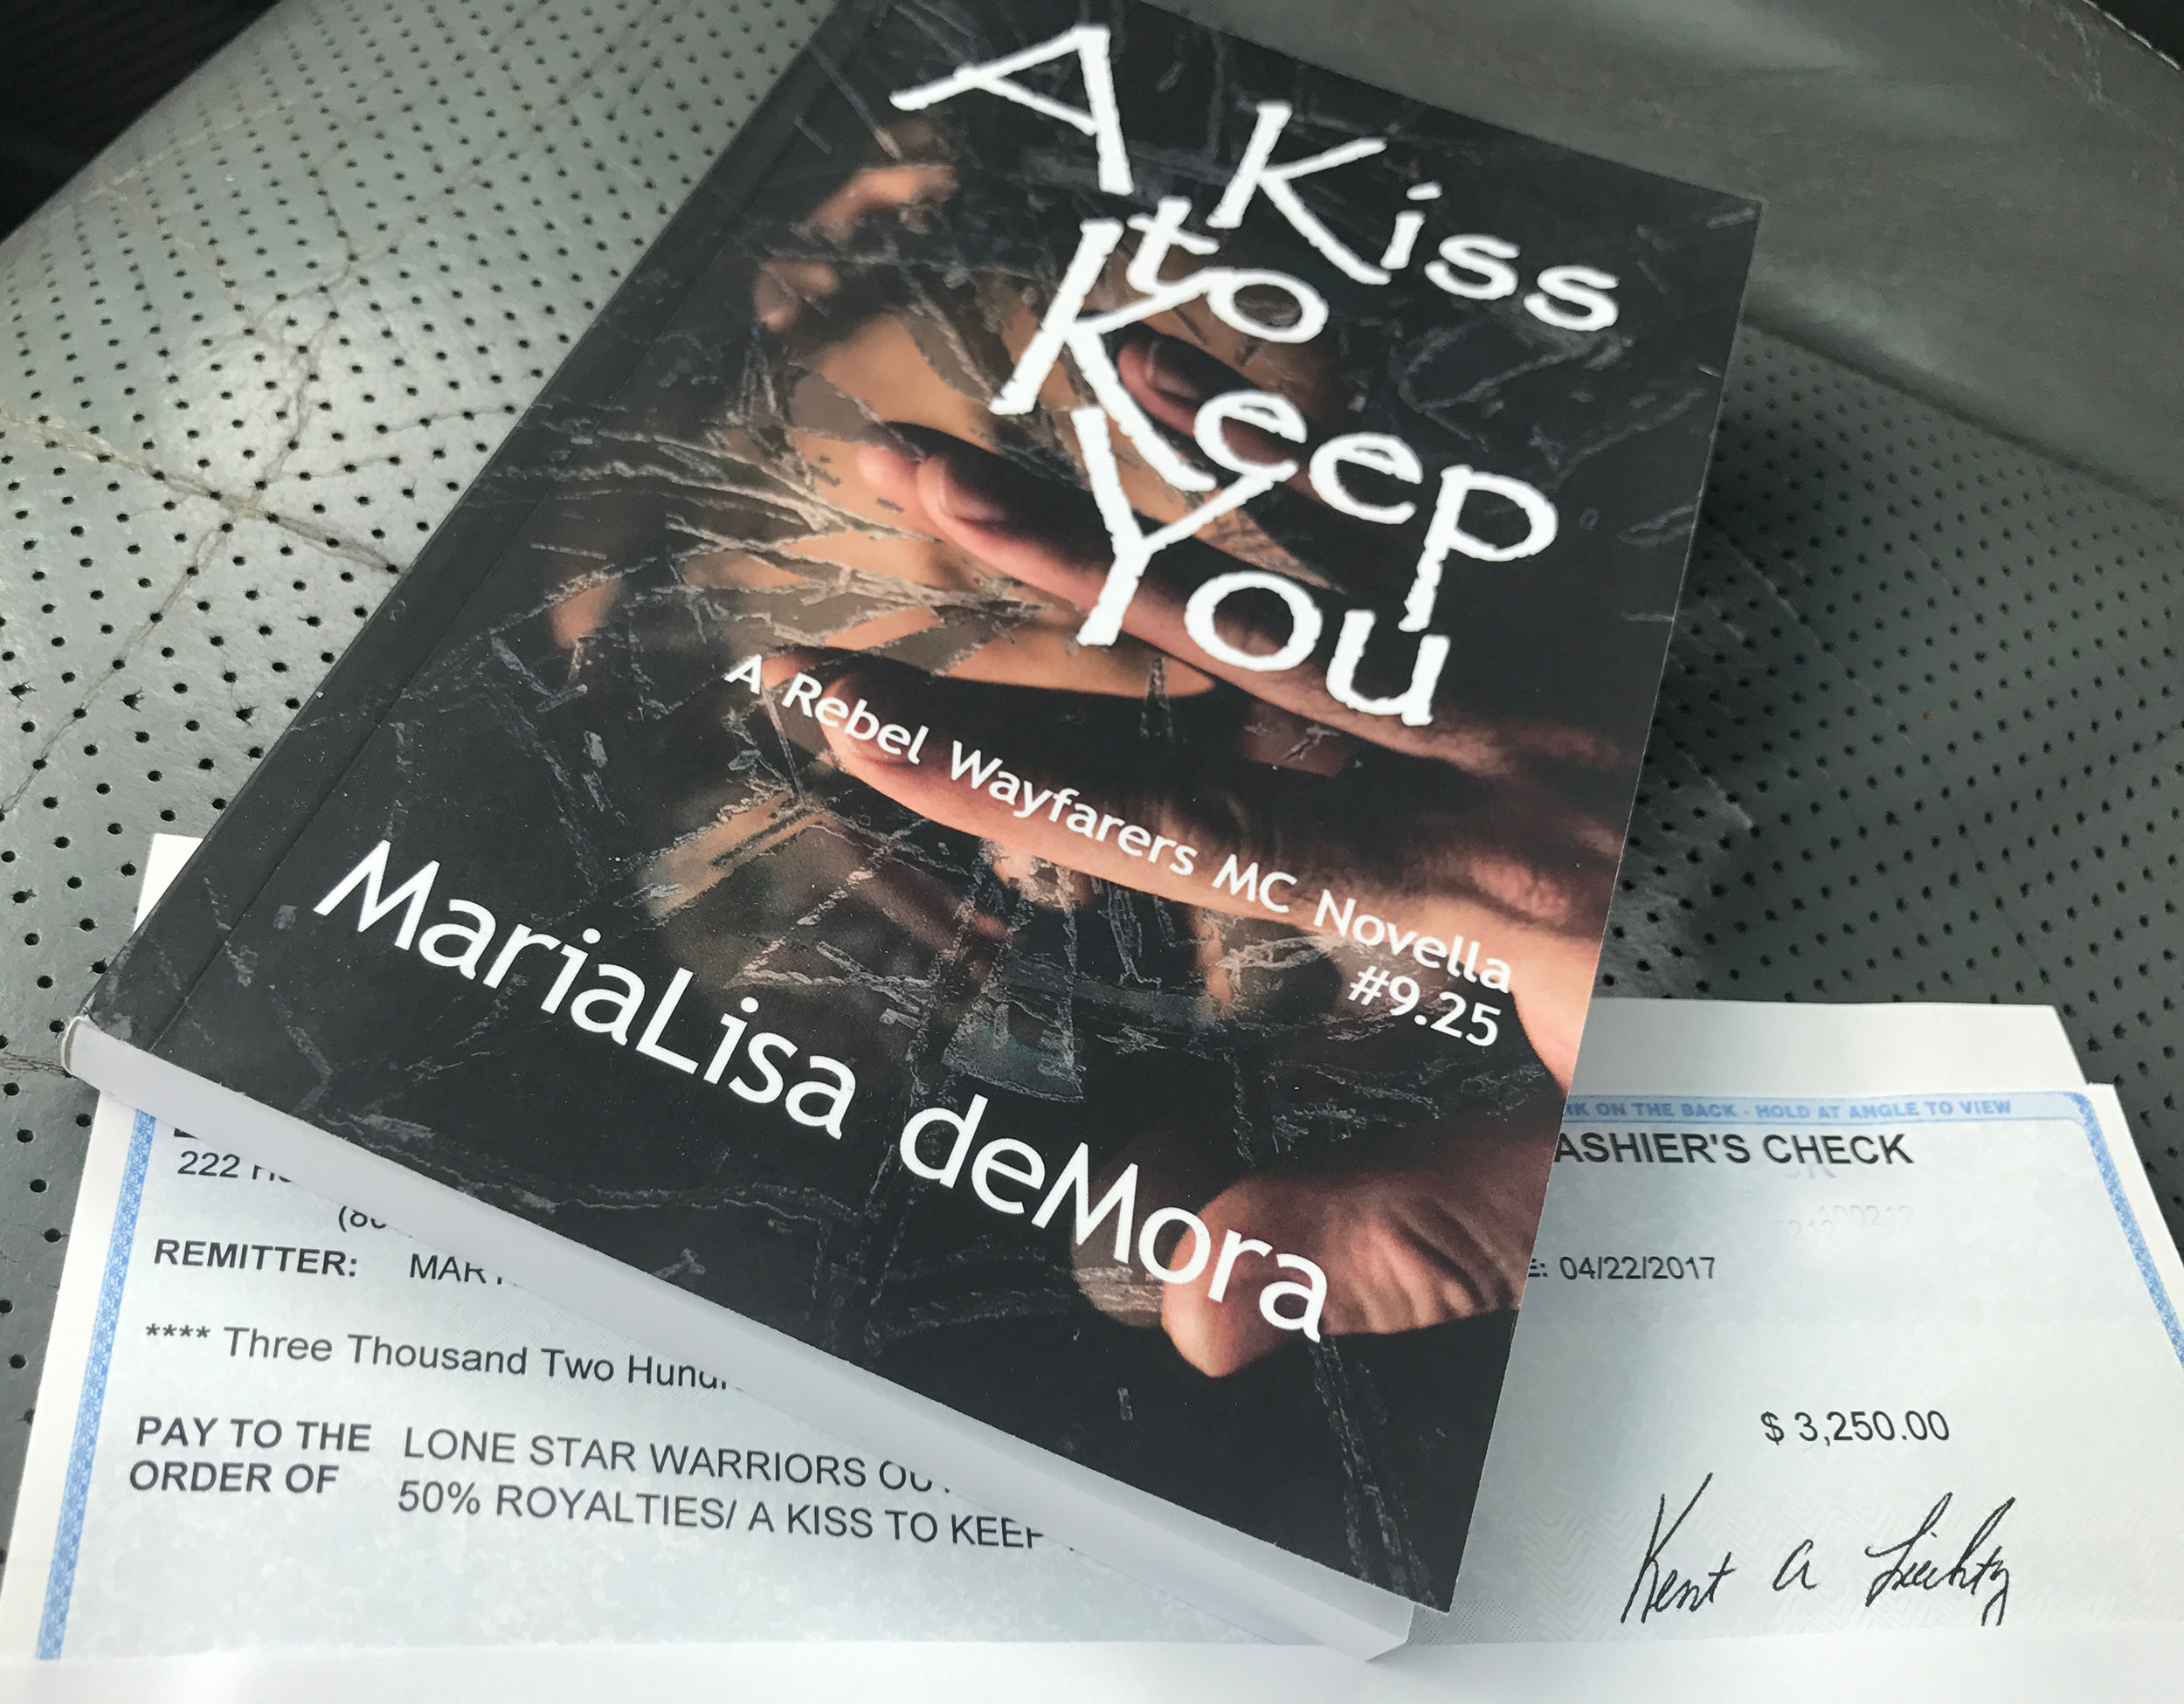 A Kiss
to
Keep
You
A Rebel Wayfarers MC Novella
#9.25
MariaLisa deMora
ON THE BACK - HOLD AT ANGLE TO VIEW
ASHIER'S CHECK
222
REMITTER:
04/22/2017
**** Three Thousand Two
$ 3,250.00
PAY TO THE
ORDER OF
LONE STAR WARRIORS
50% ROYALTIES/ A KISS TO
Kent A